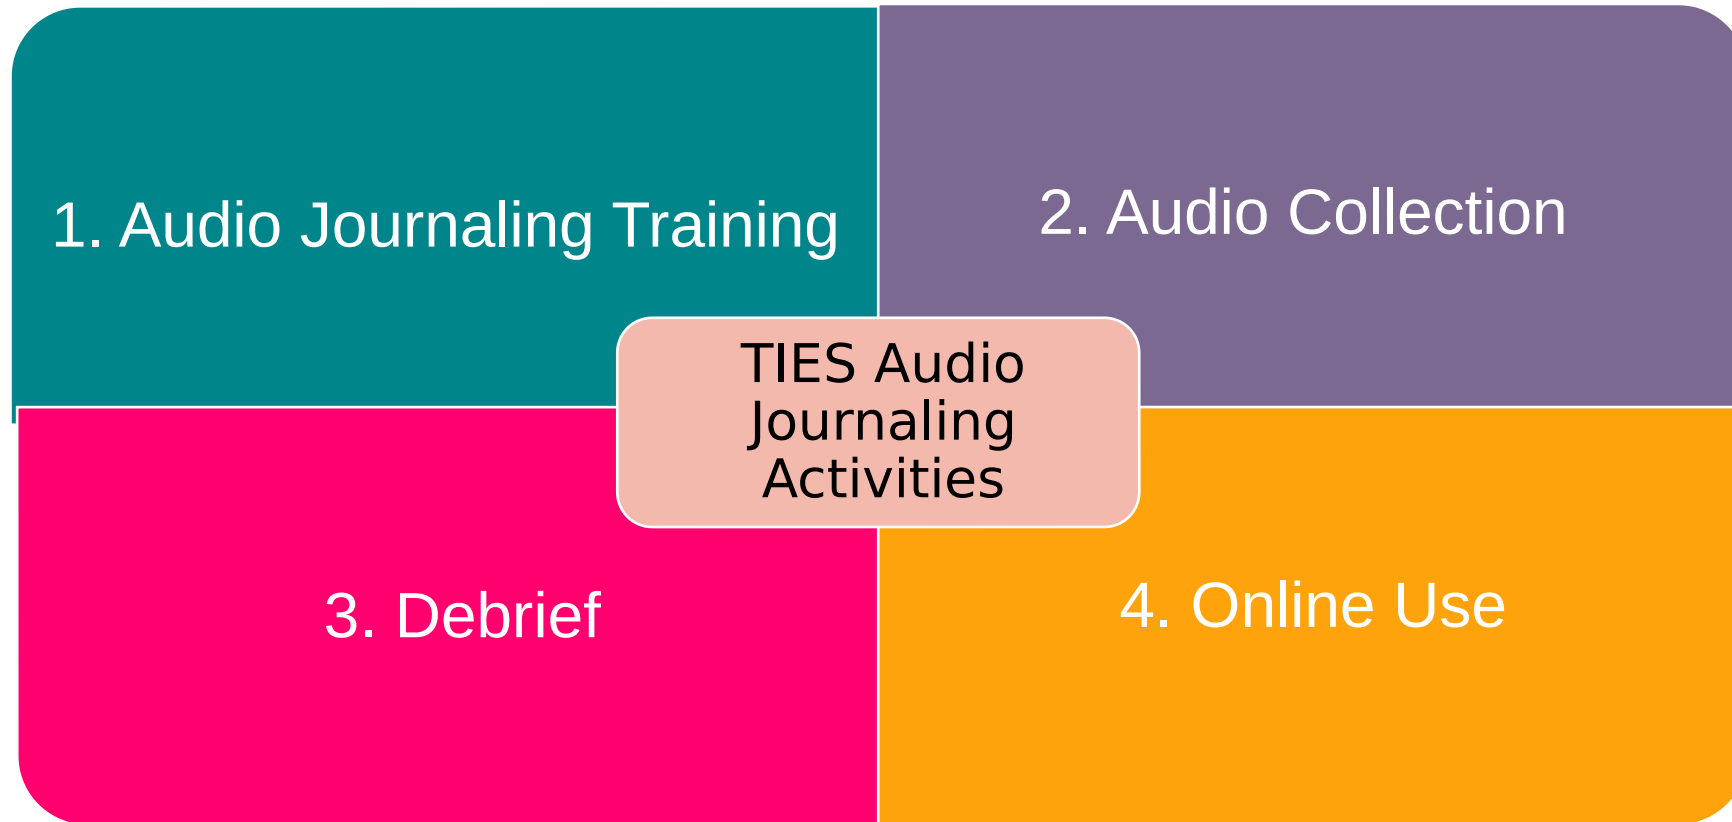 1. Audio Journaling Training
2. Audio Collection
TIES Audio
Journaling
Activities
3. Debrief
4. Online Use